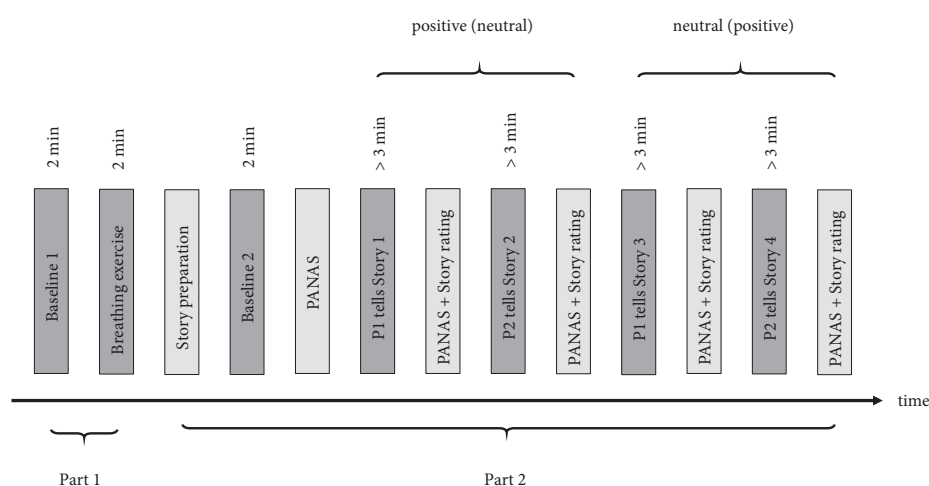 positive (neutral)
neutral (positive)
2 min
2 min
2 min
> 3 min
> 3 min
> 3 min
> 3 min
Baseline 1
Breathing exercise
Story preparation
Baseline 2
PANAS
P1 tells Story 1
PANAS + Story rating
P2 tells Story 2
PANAS + Story rating
P1 tells Story 3
PANAS + Story rating
P2 tells Story 4
PANAS + Story rating
time
Part 1
Part 2